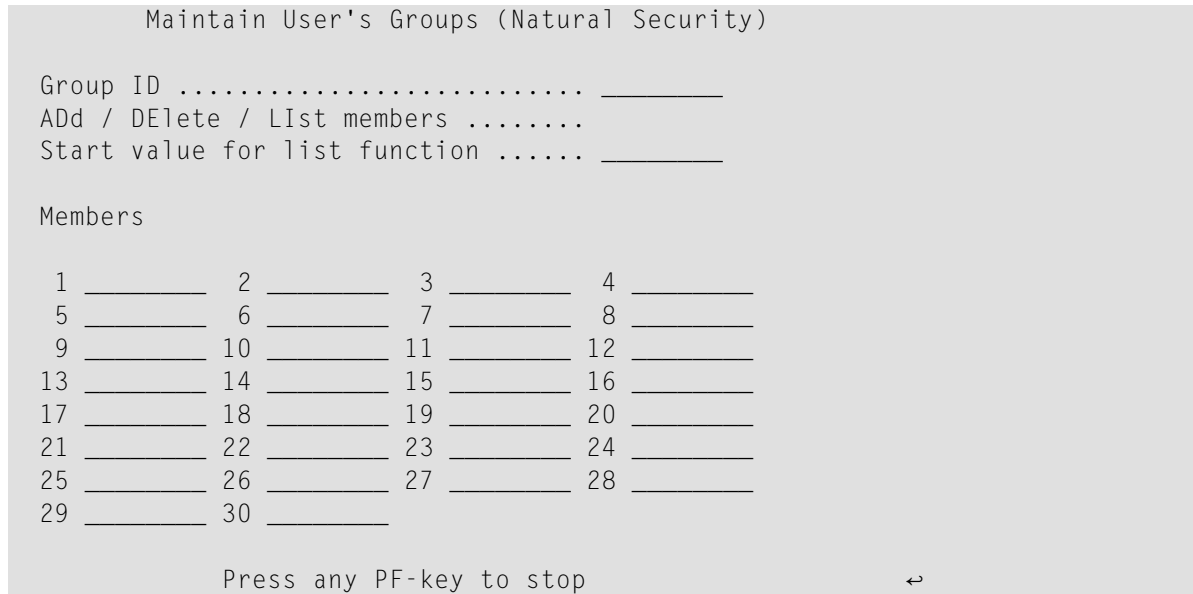 Maintain User's Groups (Natural Security)
Group ID ........................... ________
ADd / DElete / LIst members ........
Start value for list function ...... ________
Members
1 ________ 2 ________ 3 ________ 4 ________
5 ________ 6 ________ 7 ________ 8 ________
9 ________ 10 ________ 11 ________ 12 ________
13 ________ 14 ________ 15 ________ 16 ________
17 ________ 18 ________ 19 ________ 20 ________
21 ________ 22 ________ 23 ________ 24 ________
25 ________ 26 ________ 27 ________ 28 ________
29 ________ 30 ________
Press any PF-key to stop ↩